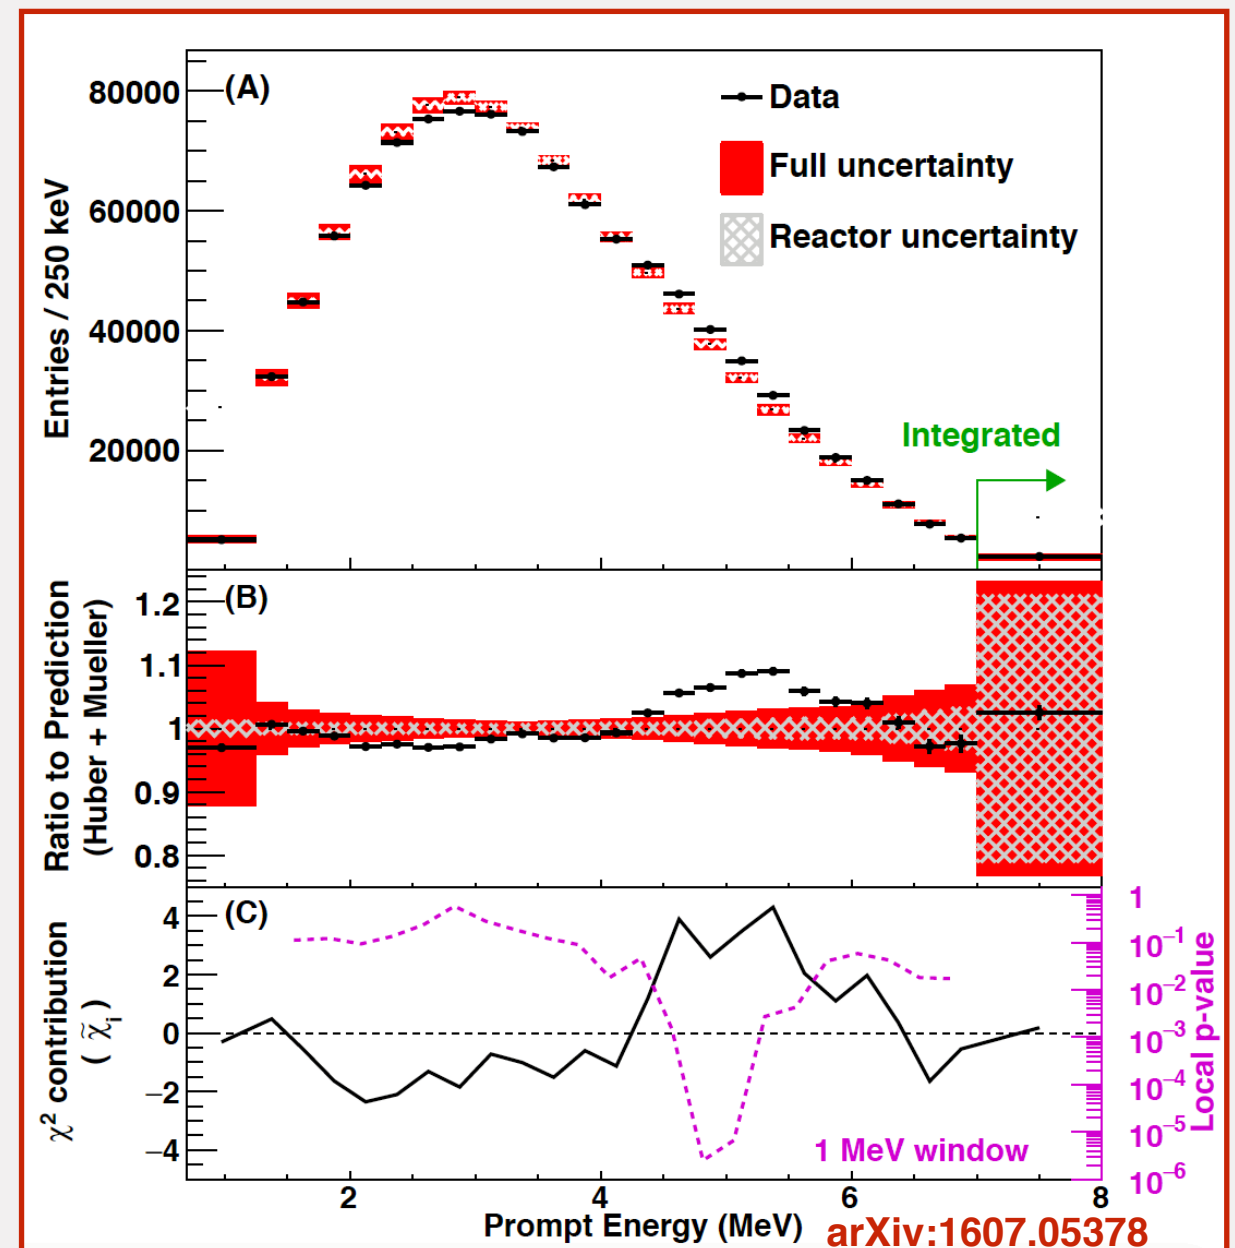 (A)
Data
Full uncertainty
Reactor uncertainty
Integrated
Entries / 250 keV
80000
60000
40000
20000
(B)
Ratio to Prediction
(Huber + Mueller)
1.2
1.1
1
0.9
0.8
(C)
χ² contribution
( χ̃ᵢ )
4
2
0
−2
−4
1 MeV window
1
10⁻¹
10⁻²
10⁻³
10⁻⁴
10⁻⁵
10⁻⁶
Local p-value
2 4 6 8
Prompt Energy (MeV)
arXiv:1607.05378